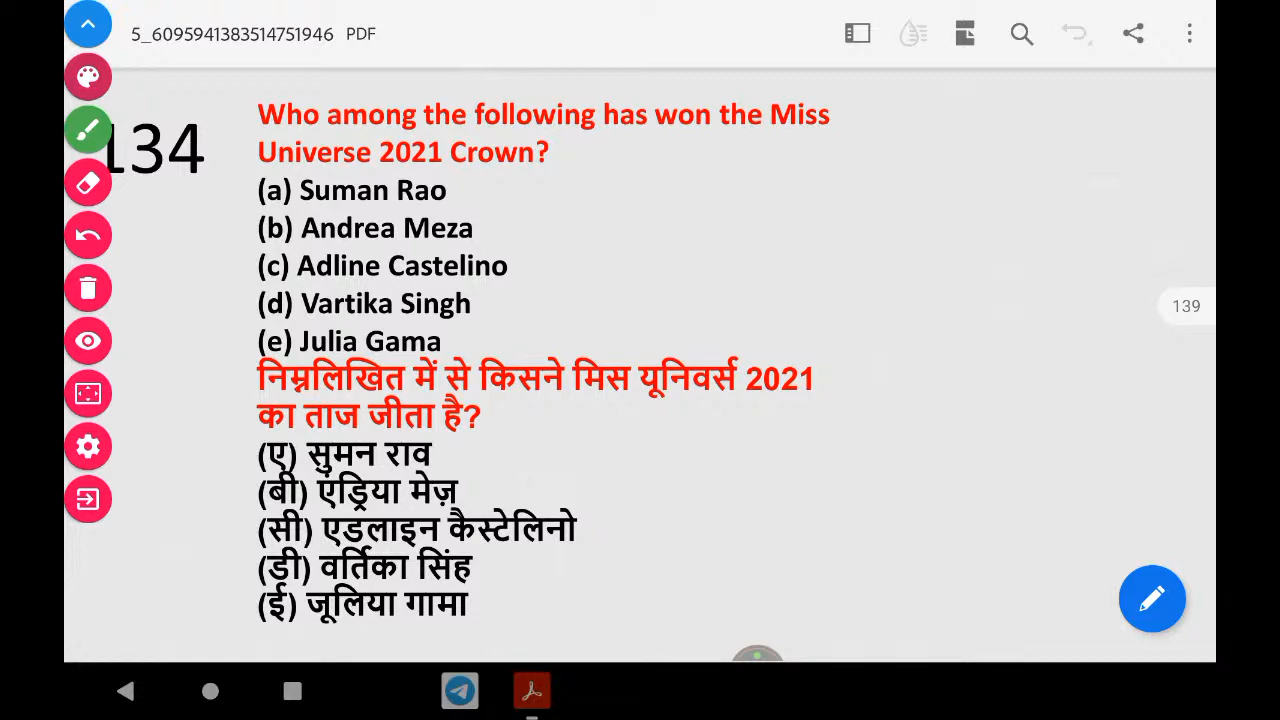 5_6095941383514751946 PDF
134
Who among the following has won the Miss
Universe 2021 Crown?
(a) Suman Rao
(b) Andrea Meza
(c) Adline Castelino
(d) Vartika Singh
(e) Julia Gama
निम्नलिखित में से किसने मिस यूनिवर्स 2021
का ताज जीता है?
(ए) सुमन राव
(बी) एंड्रिया मेज़
(सी) एडलाइन कैस्टेलिनो
(डी) वर्तिका सिंह
(ई) जूलिया गामा
139